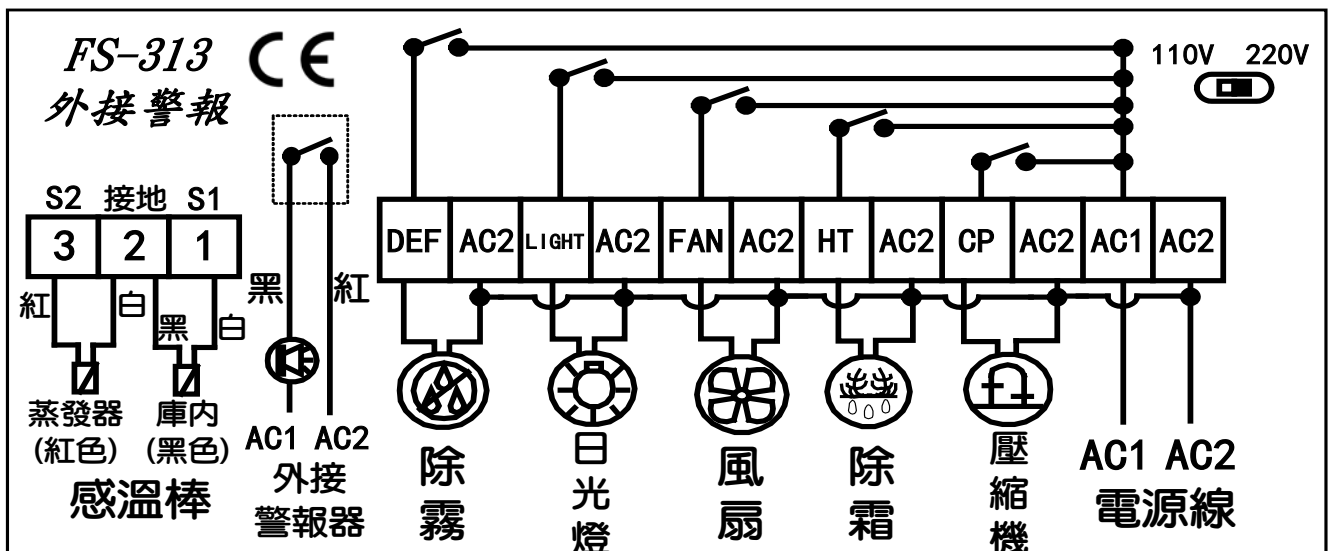 FS-313
外接警報
CE
110V 220V
S2 接地 S1
3 2 1
紅 白 黑 白
蒸發器
(紅色)
庫内
(黑色)
感溫棒
黑 紅
AC1 AC2
外接
警報器
DEF AC2 LIGHT AC2 FAN AC2 HT AC2 CP AC2 AC1 AC2
除霧
日光燈
風扇
除霜
壓縮機
AC1 AC2
電源線